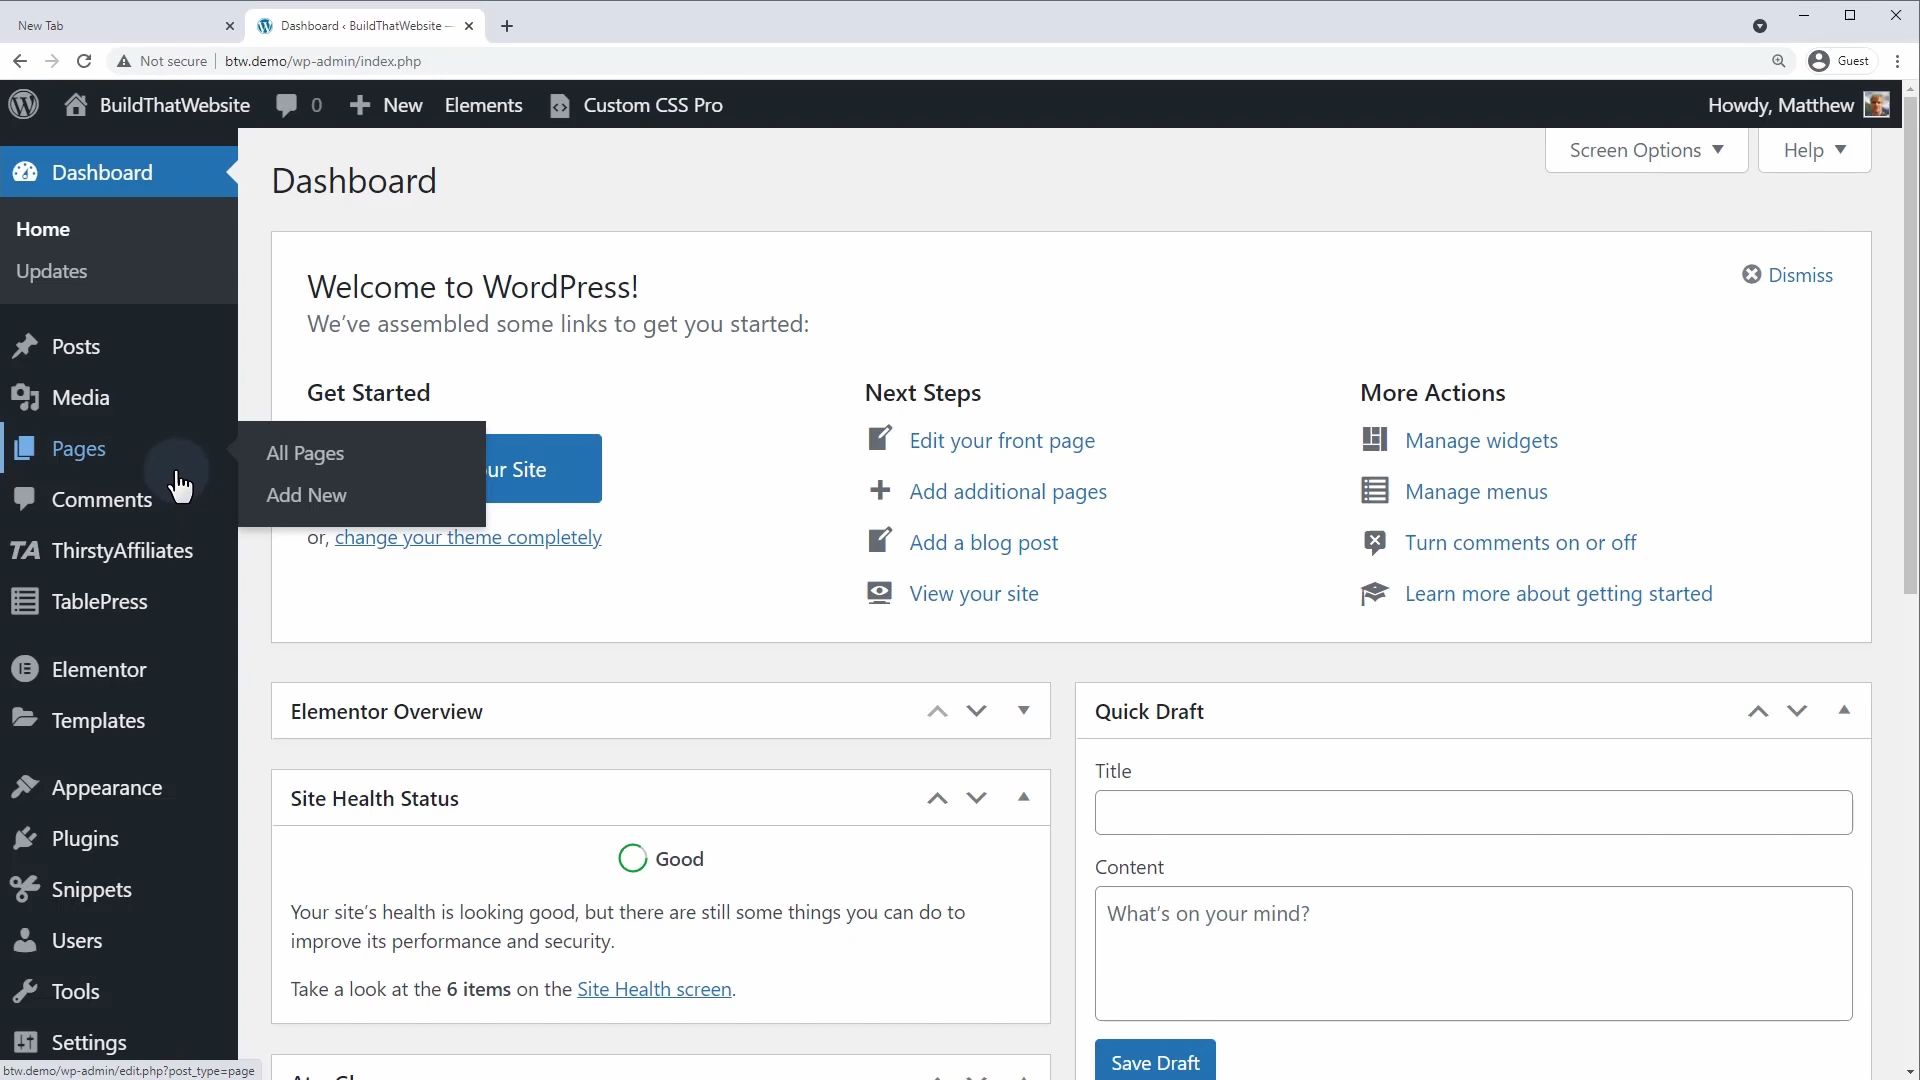 New Tab
Dashboard ‹ BuildThatWebsite —
Not secure
btw.demo/wp-admin/index.php
Guest
BuildThatWebsite
0
New
Elements
Custom CSS Pro
Howdy, Matthew
Dashboard
Home
Updates
Posts
Media
Pages
Comments
ThirstyAffiliates
TablePress
Elementor
Templates
Appearance
Plugins
Snippets
Users
Tools
Settings
All Pages
Add New
Screen Options
Help
Dashboard
Welcome to WordPress!
We've assembled some links to get you started:
Dismiss
Get Started
ur Site
or, change your theme completely
Next Steps
Edit your front page
Add additional pages
Add a blog post
View your site
More Actions
Manage widgets
Manage menus
Turn comments on or off
Learn more about getting started
Elementor Overview
Site Health Status
Good
Your site's health is looking good, but there are still some things you can do to
improve its performance and security.
Take a look at the 6 items on the Site Health screen.
Quick Draft
Title
Content
What's on your mind?
Save Draft
btw.demo/wp-admin/edit.php?post_type=page